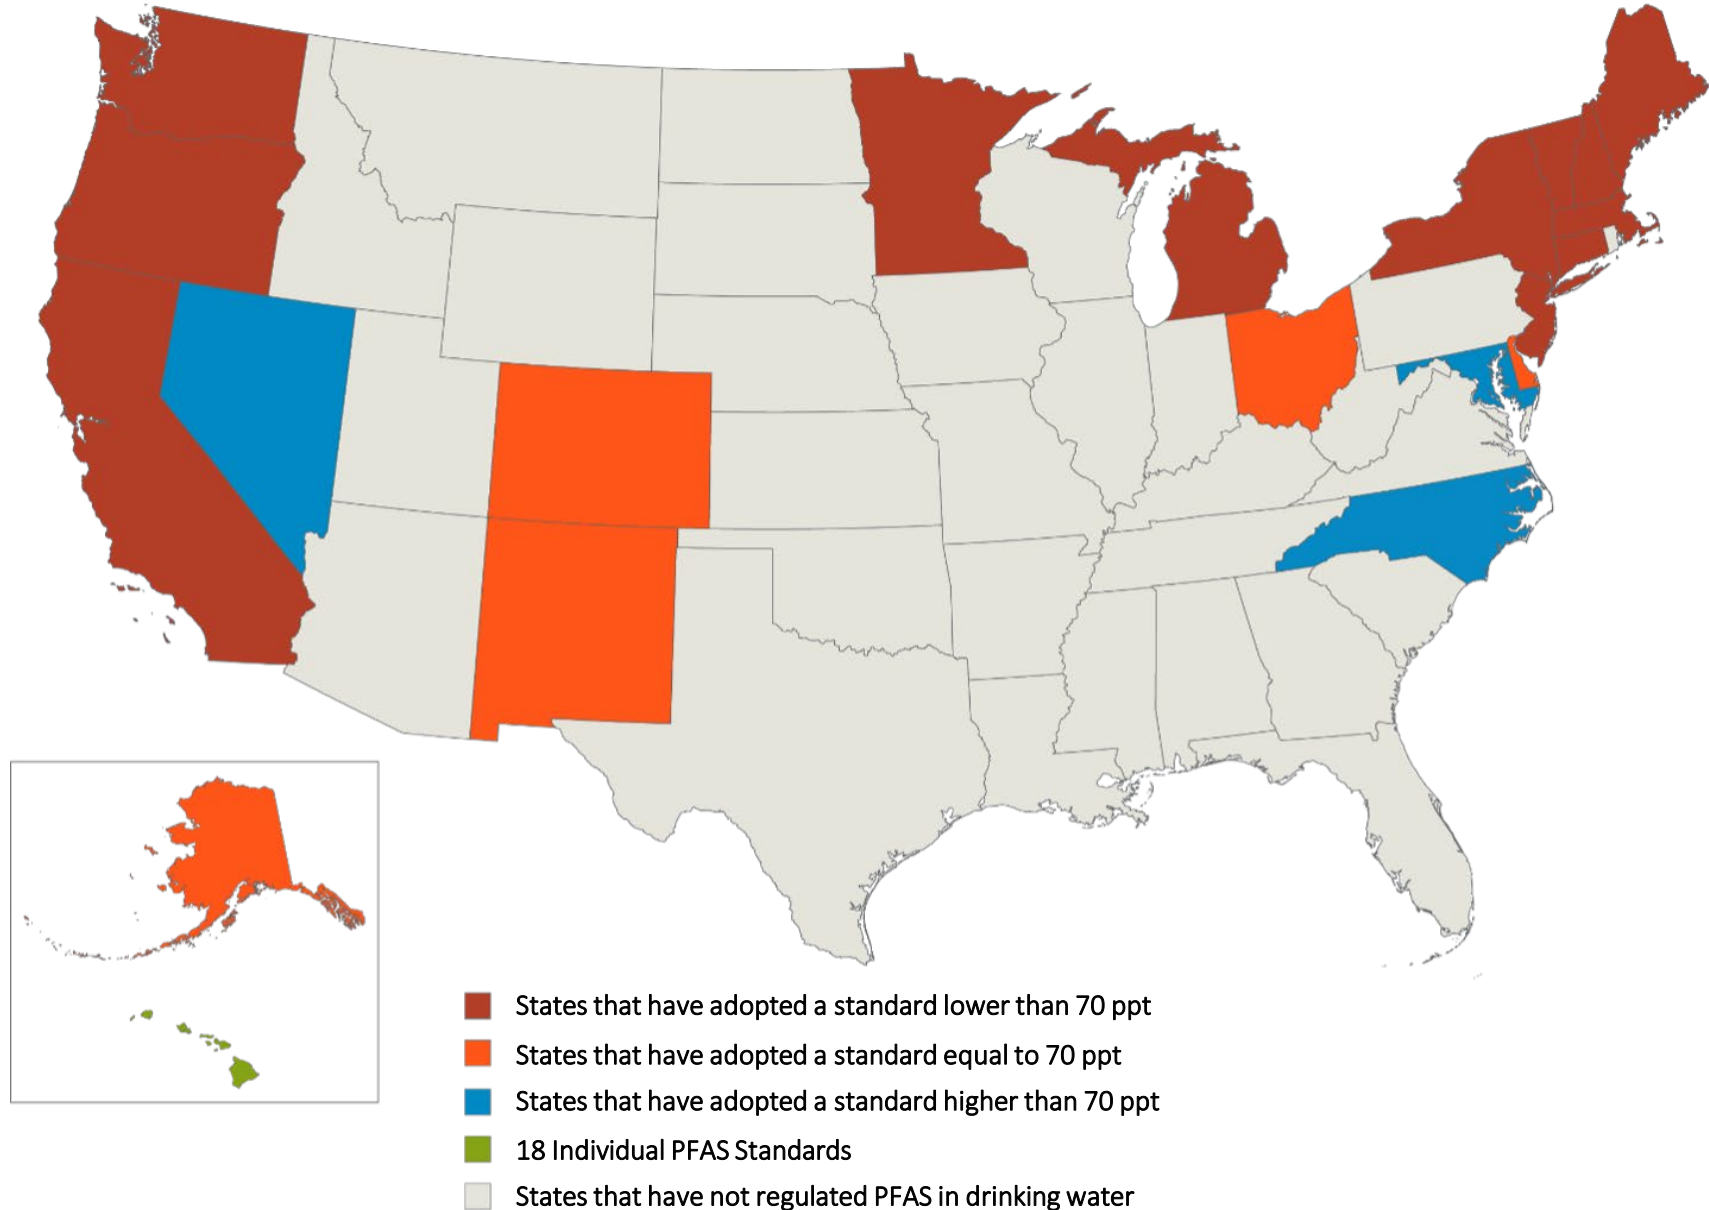 States that have adopted a standard lower than 70 ppt
States that have adopted a standard equal to 70 ppt
States that have adopted a standard higher than 70 ppt
18 Individual PFAS Standards
States that have not regulated PFAS in drinking water